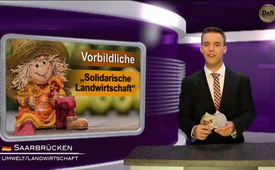 Vorbildliche
„Solidarische
Landwirtschaft“
SAARBRÜCKEN
UMWELT/LANDWIRTSCHAFT